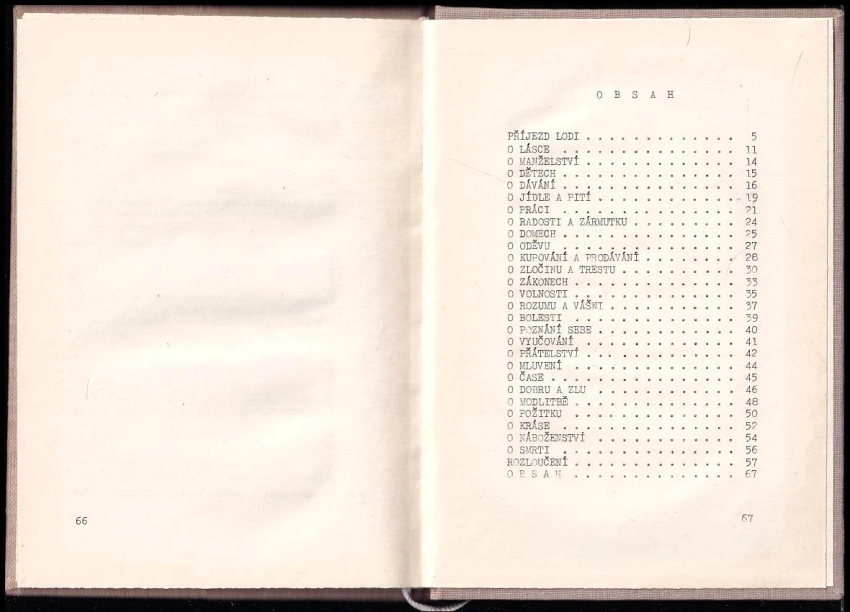 66
O B S A H
PŘÍJEZD LODI . . . . . . . . . . . . . 5
O LÁSCE . . . . . . . . . . . . . . . . 11
O MANŽELSTVÍ . . . . . . . . . . . . . 14
O DĚTECH . . . . . . . . . . . . . . . 15
O DÁVÁNÍ . . . . . . . . . . . . . . . 16
O JÍDLE A PITÍ . . . . . . . . . . . . 19
O PRÁCI . . . . . . . . . . . . . . . . 21
O RADOSTI A ZÁRMUTKU . . . . . . . . . 24
O DOMECH . . . . . . . . . . . . . . . 25
O ODĚVU . . . . . . . . . . . . . . . . 27
O KUPOVÁNÍ A PRODÁVÁNÍ . . . . . . . . 28
O ZLOČINU A TRESTU . . . . . . . . . . 30
O ZÁKONECH . . . . . . . . . . . . . . 33
O VOLNOSTI . . . . . . . . . . . . . . 35
O ROZUMU A VÁŠNI . . . . . . . . . . . 37
O BOLESTI . . . . . . . . . . . . . . . 39
O POZNÁNÍ SEBE . . . . . . . . . . . . 40
O VYUČOVÁNÍ . . . . . . . . . . . . . . 41
O PŘÁTELSTVÍ . . . . . . . . . . . . . 42
O MLUVENÍ . . . . . . . . . . . . . . . 44
O ČASE . . . . . . . . . . . . . . . . 45
O DOBRU A ZLU . . . . . . . . . . . . . 46
O MODLITBĚ . . . . . . . . . . . . . . 48
O POŽITKU . . . . . . . . . . . . . . . 50
O KRÁSE . . . . . . . . . . . . . . . . 52
O NÁBOŽENSTVÍ . . . . . . . . . . . . . 54
O SMRTI . . . . . . . . . . . . . . . . 56
ROZLOUČENÍ . . . . . . . . . . . . . . 57
O B S A H . . . . . . . . . . . . . . . 67
67